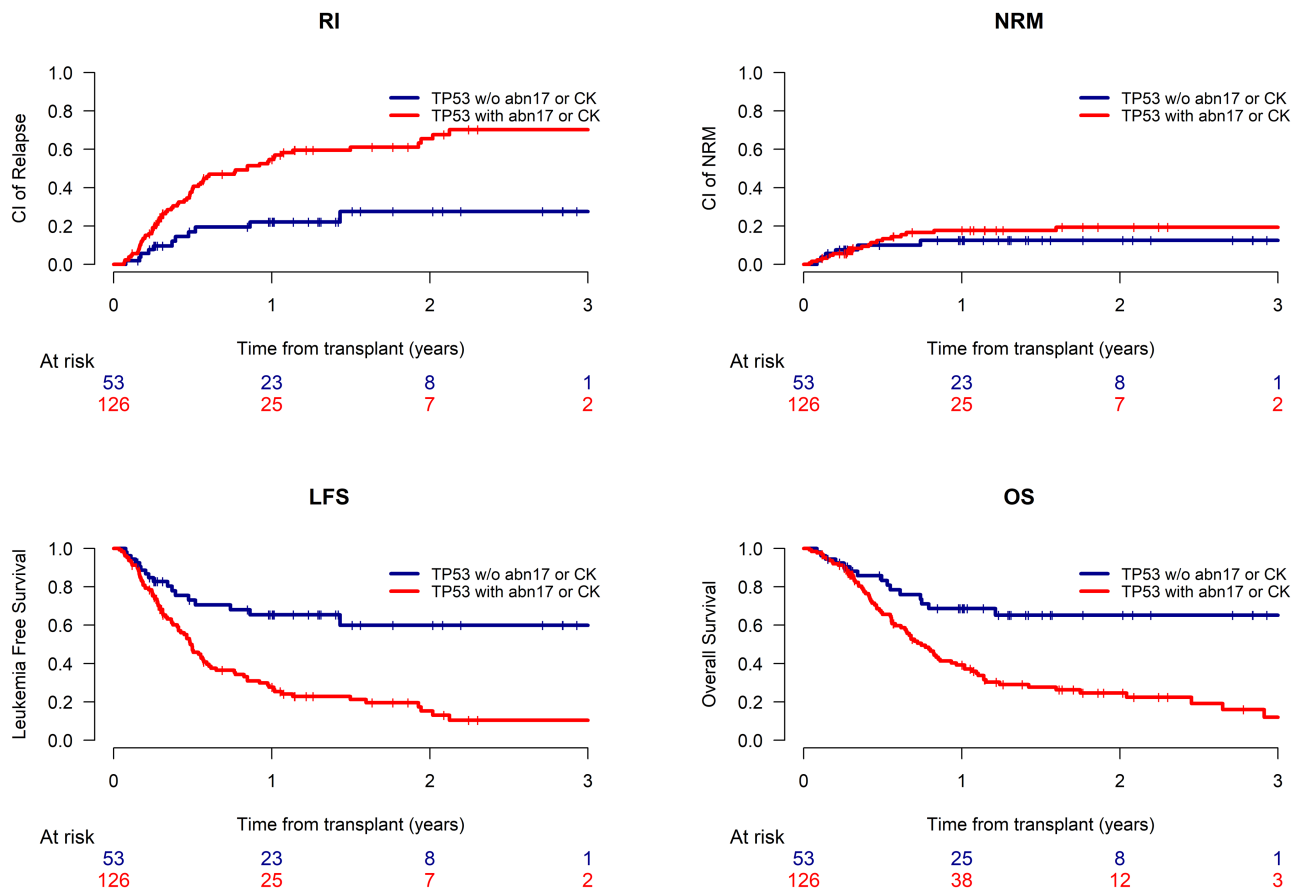 RI
CI of Relapse
1.0
0.8
0.6
0.4
0.2
0.0
TP53 w/o abn17 or CK
TP53 with abn17 or CK
0 1 2 3
Time from transplant (years)
At risk
53 23 8 1
126 25 7 2
NRM
CI of NRM
1.0
0.8
0.6
0.4
0.2
0.0
TP53 w/o abn17 or CK
TP53 with abn17 or CK
0 1 2 3
Time from transplant (years)
At risk
53 23 8 1
126 25 7 2
LFS
Leukemia Free Survival
1.0
0.8
0.6
0.4
0.2
0.0
TP53 w/o abn17 or CK
TP53 with abn17 or CK
0 1 2 3
Time from transplant (years)
At risk
53 23 8 1
126 25 7 2
OS
Overall Survival
1.0
0.8
0.6
0.4
0.2
0.0
TP53 w/o abn17 or CK
TP53 with abn17 or CK
0 1 2 3
Time from transplant (years)
At risk
53 25 8 1
126 38 12 3